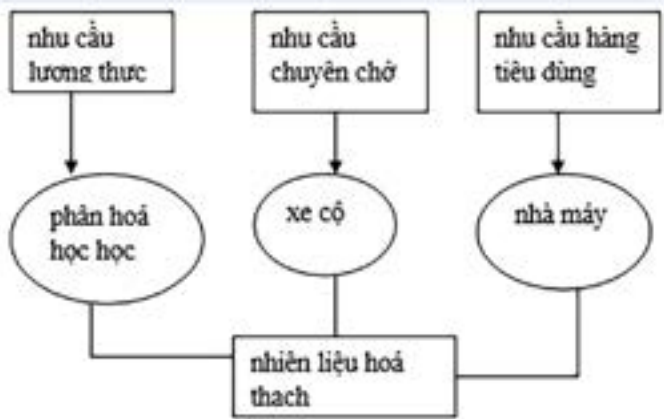 nhu cầu
lương thực
nhu cầu
chuyên chở
nhu cầu hàng
tiêu dùng
phân hoá
học học
xe cộ
nhà máy
nhiên liệu hoá
thach